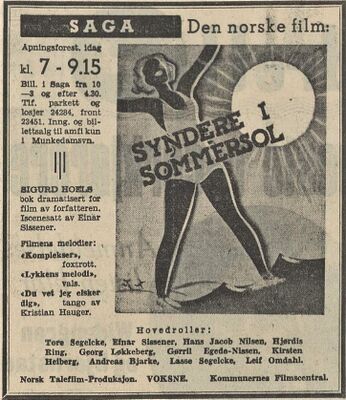 SAGA
Den norske film:
Apningsforest. idag
kl. 7 - 9.15
Bill. i Saga fra 10
—3 og efter 4.30.
Tlf. parkett og
losjer 24284, front
23451. Inng. og bil-
lettsalg til amfi kun
i Munkedamsvn.
SIGURD HOELS
bok dramatisert for
film av forfatteren.
Iscenesatt av Einar
Sissener.
Filmens melodier:
«Komplekser»,
foxtrott.
«Lykkens melodi»,
vals.
«Du vet jeg elsker
dig», tango av
Kristian Hauger.
SYNDERE I
SOMMERSOL
Hovedroller:
Tore Segelcke, Einar Sissener, Hans Jacob Nilsen, Hjørdis
Ring, Georg Løkkeberg, Gørril Egede-Nissen, Kirsten
Heiberg, Andreas Bjarke, Lasse Segelcke, Leif Omdahl.
Norsk Talefilm-Produksjon. VOKSNE. Kommunernes Filmscentral.